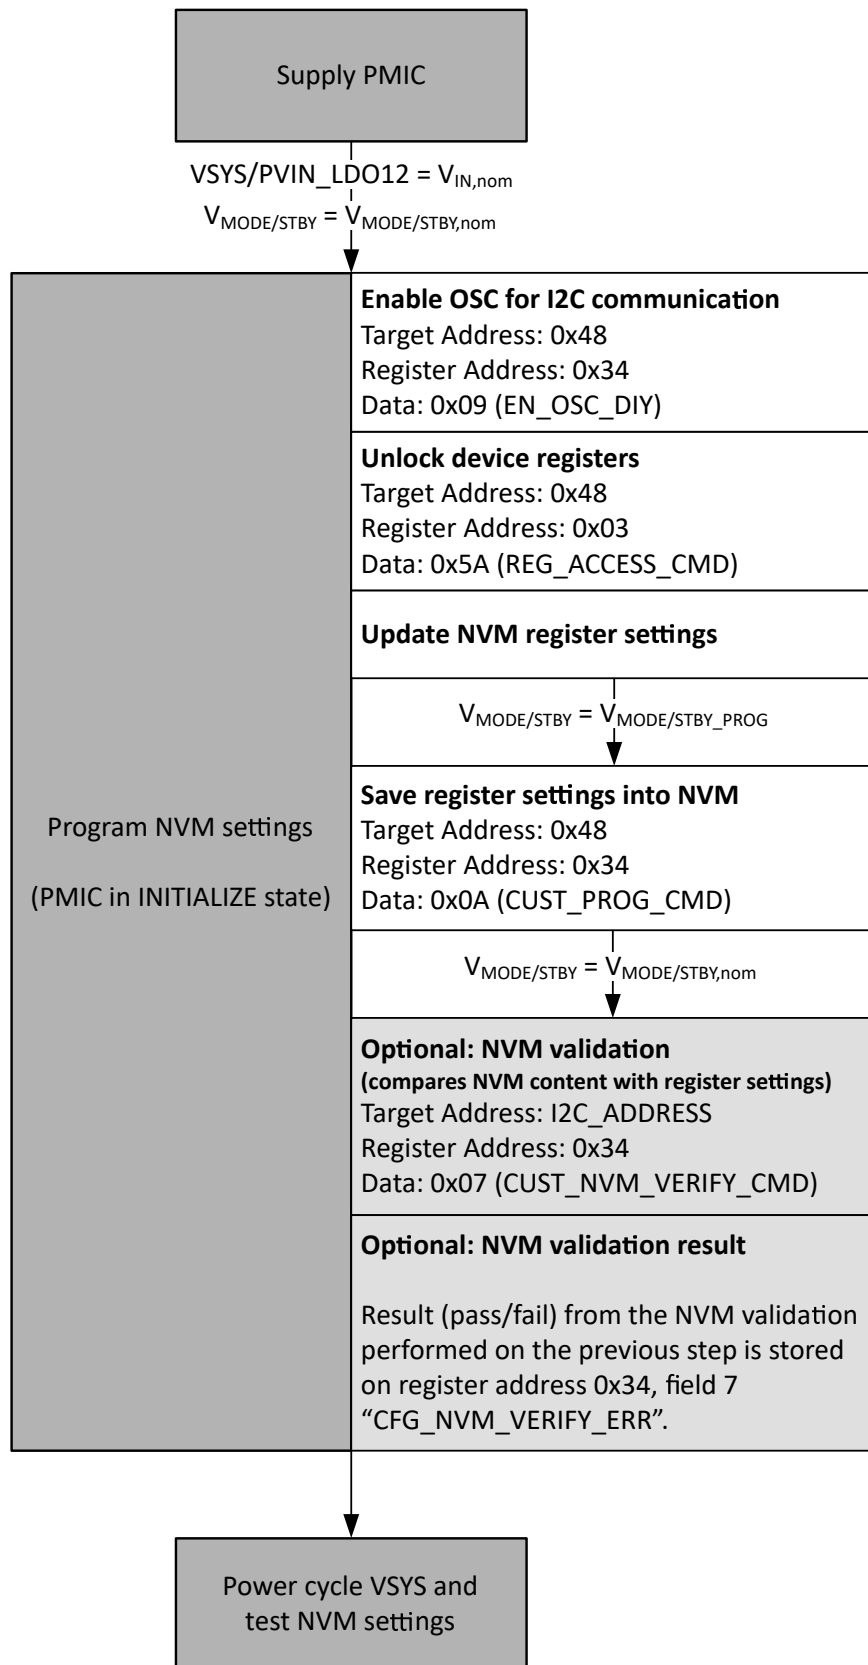 Supply PMIC
VSYS/PVIN_LDO12 = VIN,nom
VMODE/STBY = VMODE/STBY,nom
Program NVM settings
(PMIC in INITIALIZE state)
Enable OSC for I2C communication
Target Address: 0x48
Register Address: 0x34
Data: 0x09 (EN_OSC_DIY)
Unlock device registers
Target Address: 0x48
Register Address: 0x03
Data: 0x5A (REG_ACCESS_CMD)
Update NVM register settings
VMODE/STBY = VMODE/STBY_PROG
Save register settings into NVM
Target Address: 0x48
Register Address: 0x34
Data: 0x0A (CUST_PROG_CMD)
VMODE/STBY = VMODE/STBY,nom
Optional: NVM validation
(compares NVM content with register settings)
Target Address: I2C_ADDRESS
Register Address: 0x34
Data: 0x07 (CUST_NVM_VERIFY_CMD)
Optional: NVM validation result
Result (pass/fail) from the NVM validation
performed on the previous step is stored
on register address 0x34, field 7
“CFG_NVM_VERIFY_ERR”.
Power cycle VSYS and
test NVM settings